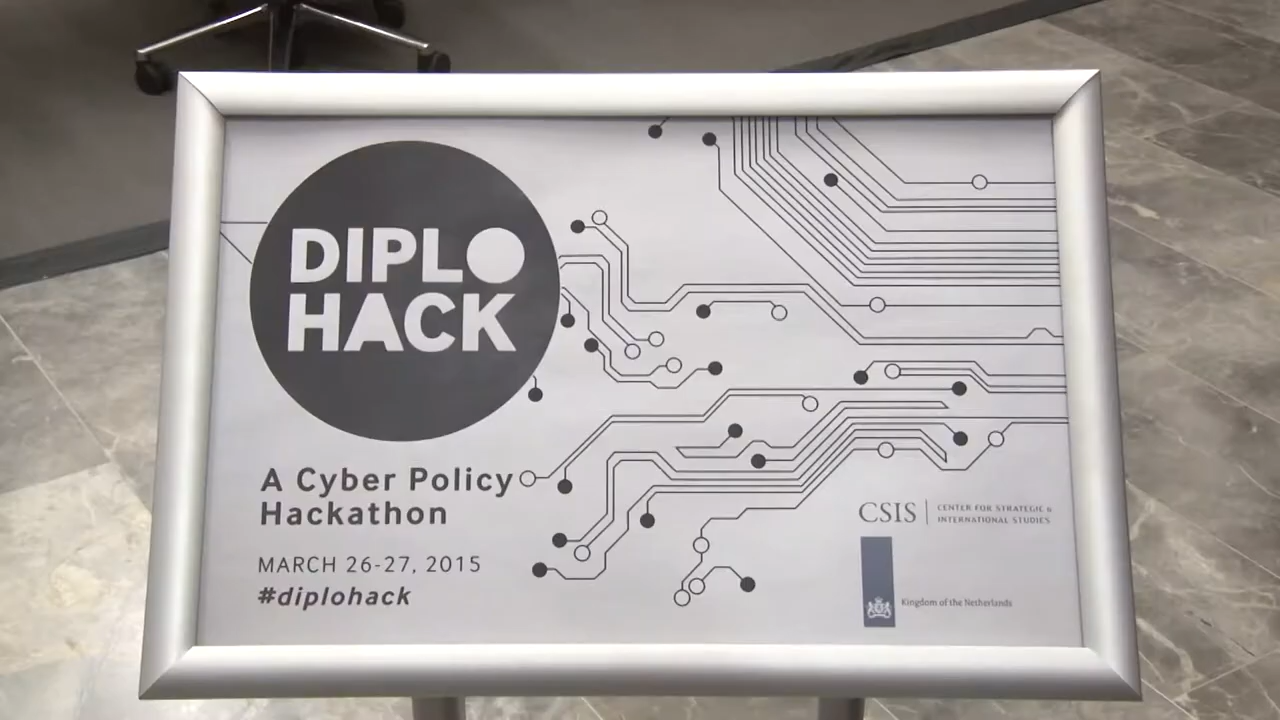 DIPLO
HACK
A Cyber Policy
Hackathon
MARCH 26-27, 2015
#diplohack
CSIS
CENTER FOR STRATEGIC &
INTERNATIONAL STUDIES
Kingdom of the Netherlands